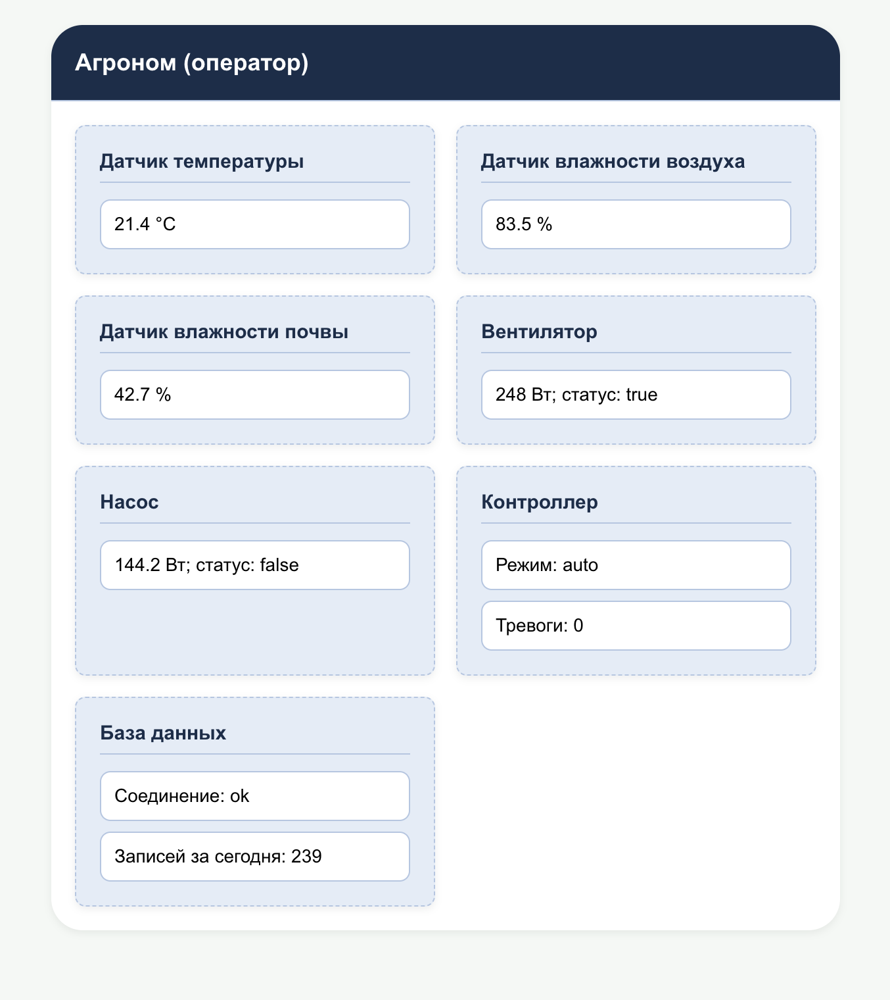 Агроном (оператор)
Датчик температуры
21.4 °C
Датчик влажности воздуха
83.5 %
Датчик влажности почвы
42.7 %
Вентилятор
248 Вт; статус: true
Насос
144.2 Вт; статус: false
Контроллер
Режим: auto
Тревоги: 0
База данных
Соединение: ok
Записей за сегодня: 239